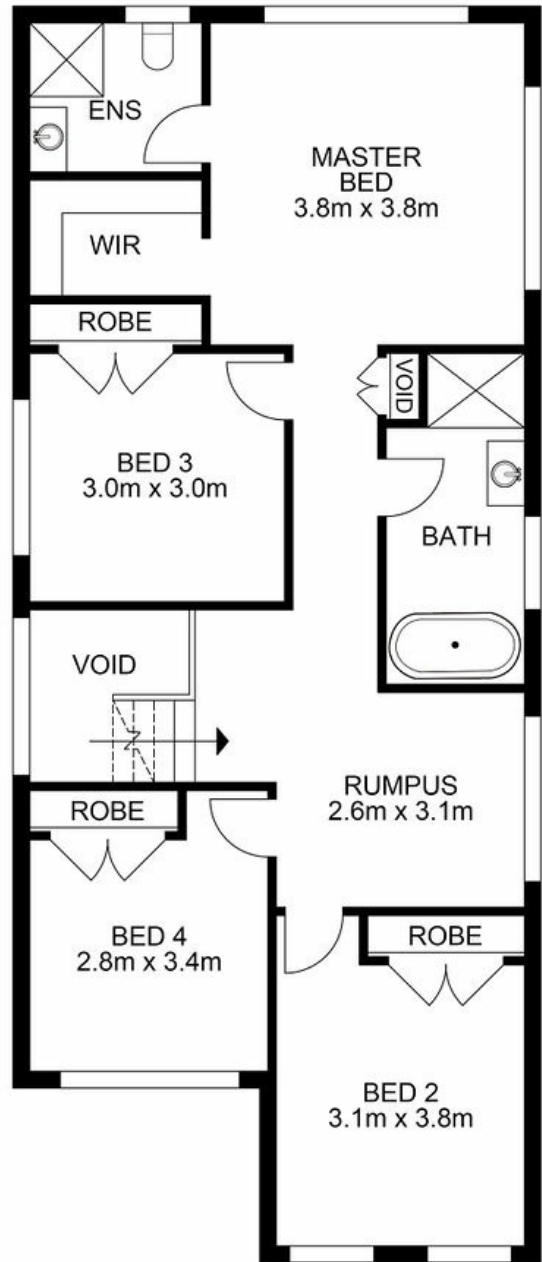 ENS
MASTER
BED
3.8m x 3.8m
WIR
ROBE
VOID
BED 3
3.0m x 3.0m
BATH
VOID
RUMPUS
2.6m x 3.1m
ROBE
BED 4
2.8m x 3.4m
ROBE
BED 2
3.1m x 3.8m